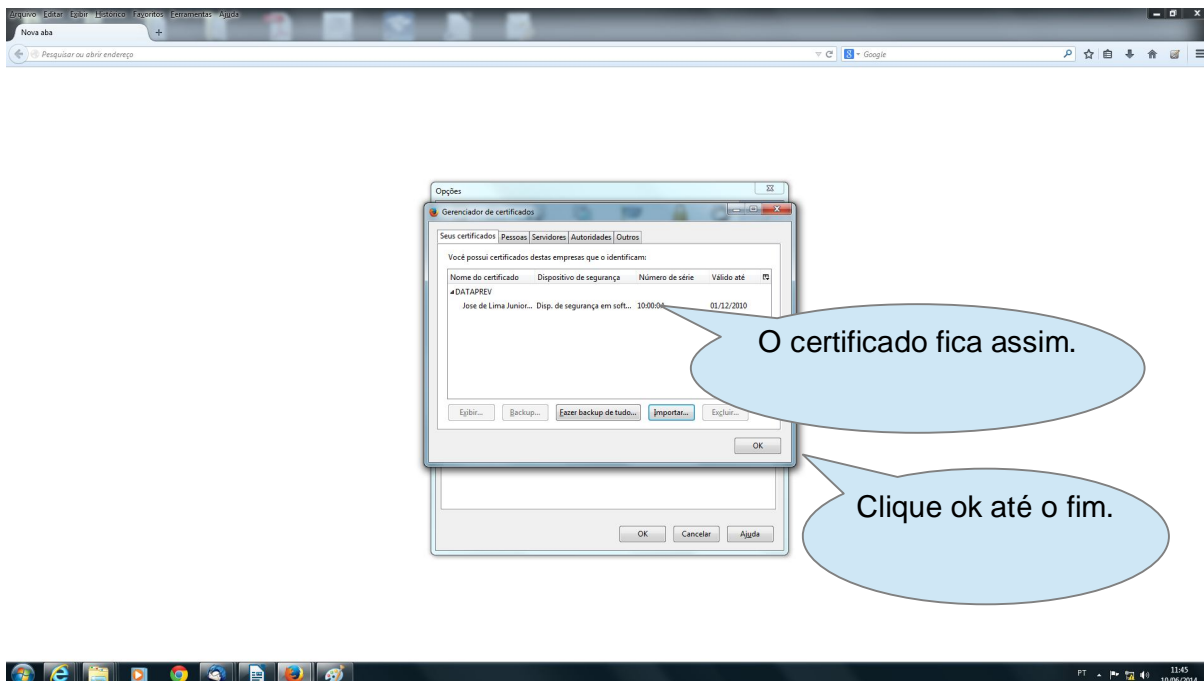 Arquivo Editar Exibir Histórico Favoritos Ferramentas Ajuda
Nova aba
Pesquisar ou abrir endereço
Google
Opções
Gerenciador de certificados
Seus certificados Pessoas Servidores Autoridades Outros
Você possui certificados destas empresas que o identificam:
Nome do certificado Dispositivo de segurança Número de série Válido até
DATAPREV
Jose de Lima Junior... Disp. de segurança em soft... 10:00:04 01/12/2010
O certificado fica assim.
Exibir... Backup... Fazer backup de tudo... Importar... Excluir...
OK
Clique ok até o fim.
OK Cancelar Ajuda
PT 11:45
10/06/2014